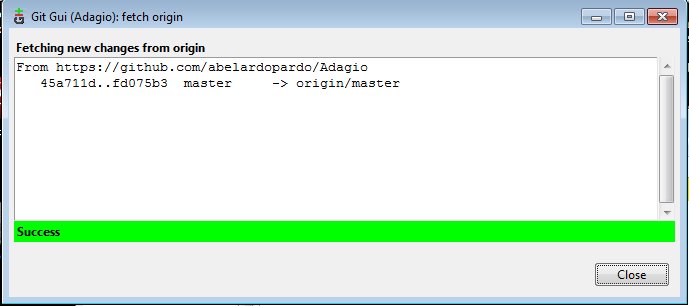 Git Gui (Adagio): fetch origin
Fetching new changes from origin
From https://github.com/abelardopardo/Adagio
   45a711d..fd075b3  master     -> origin/master
Success
Close